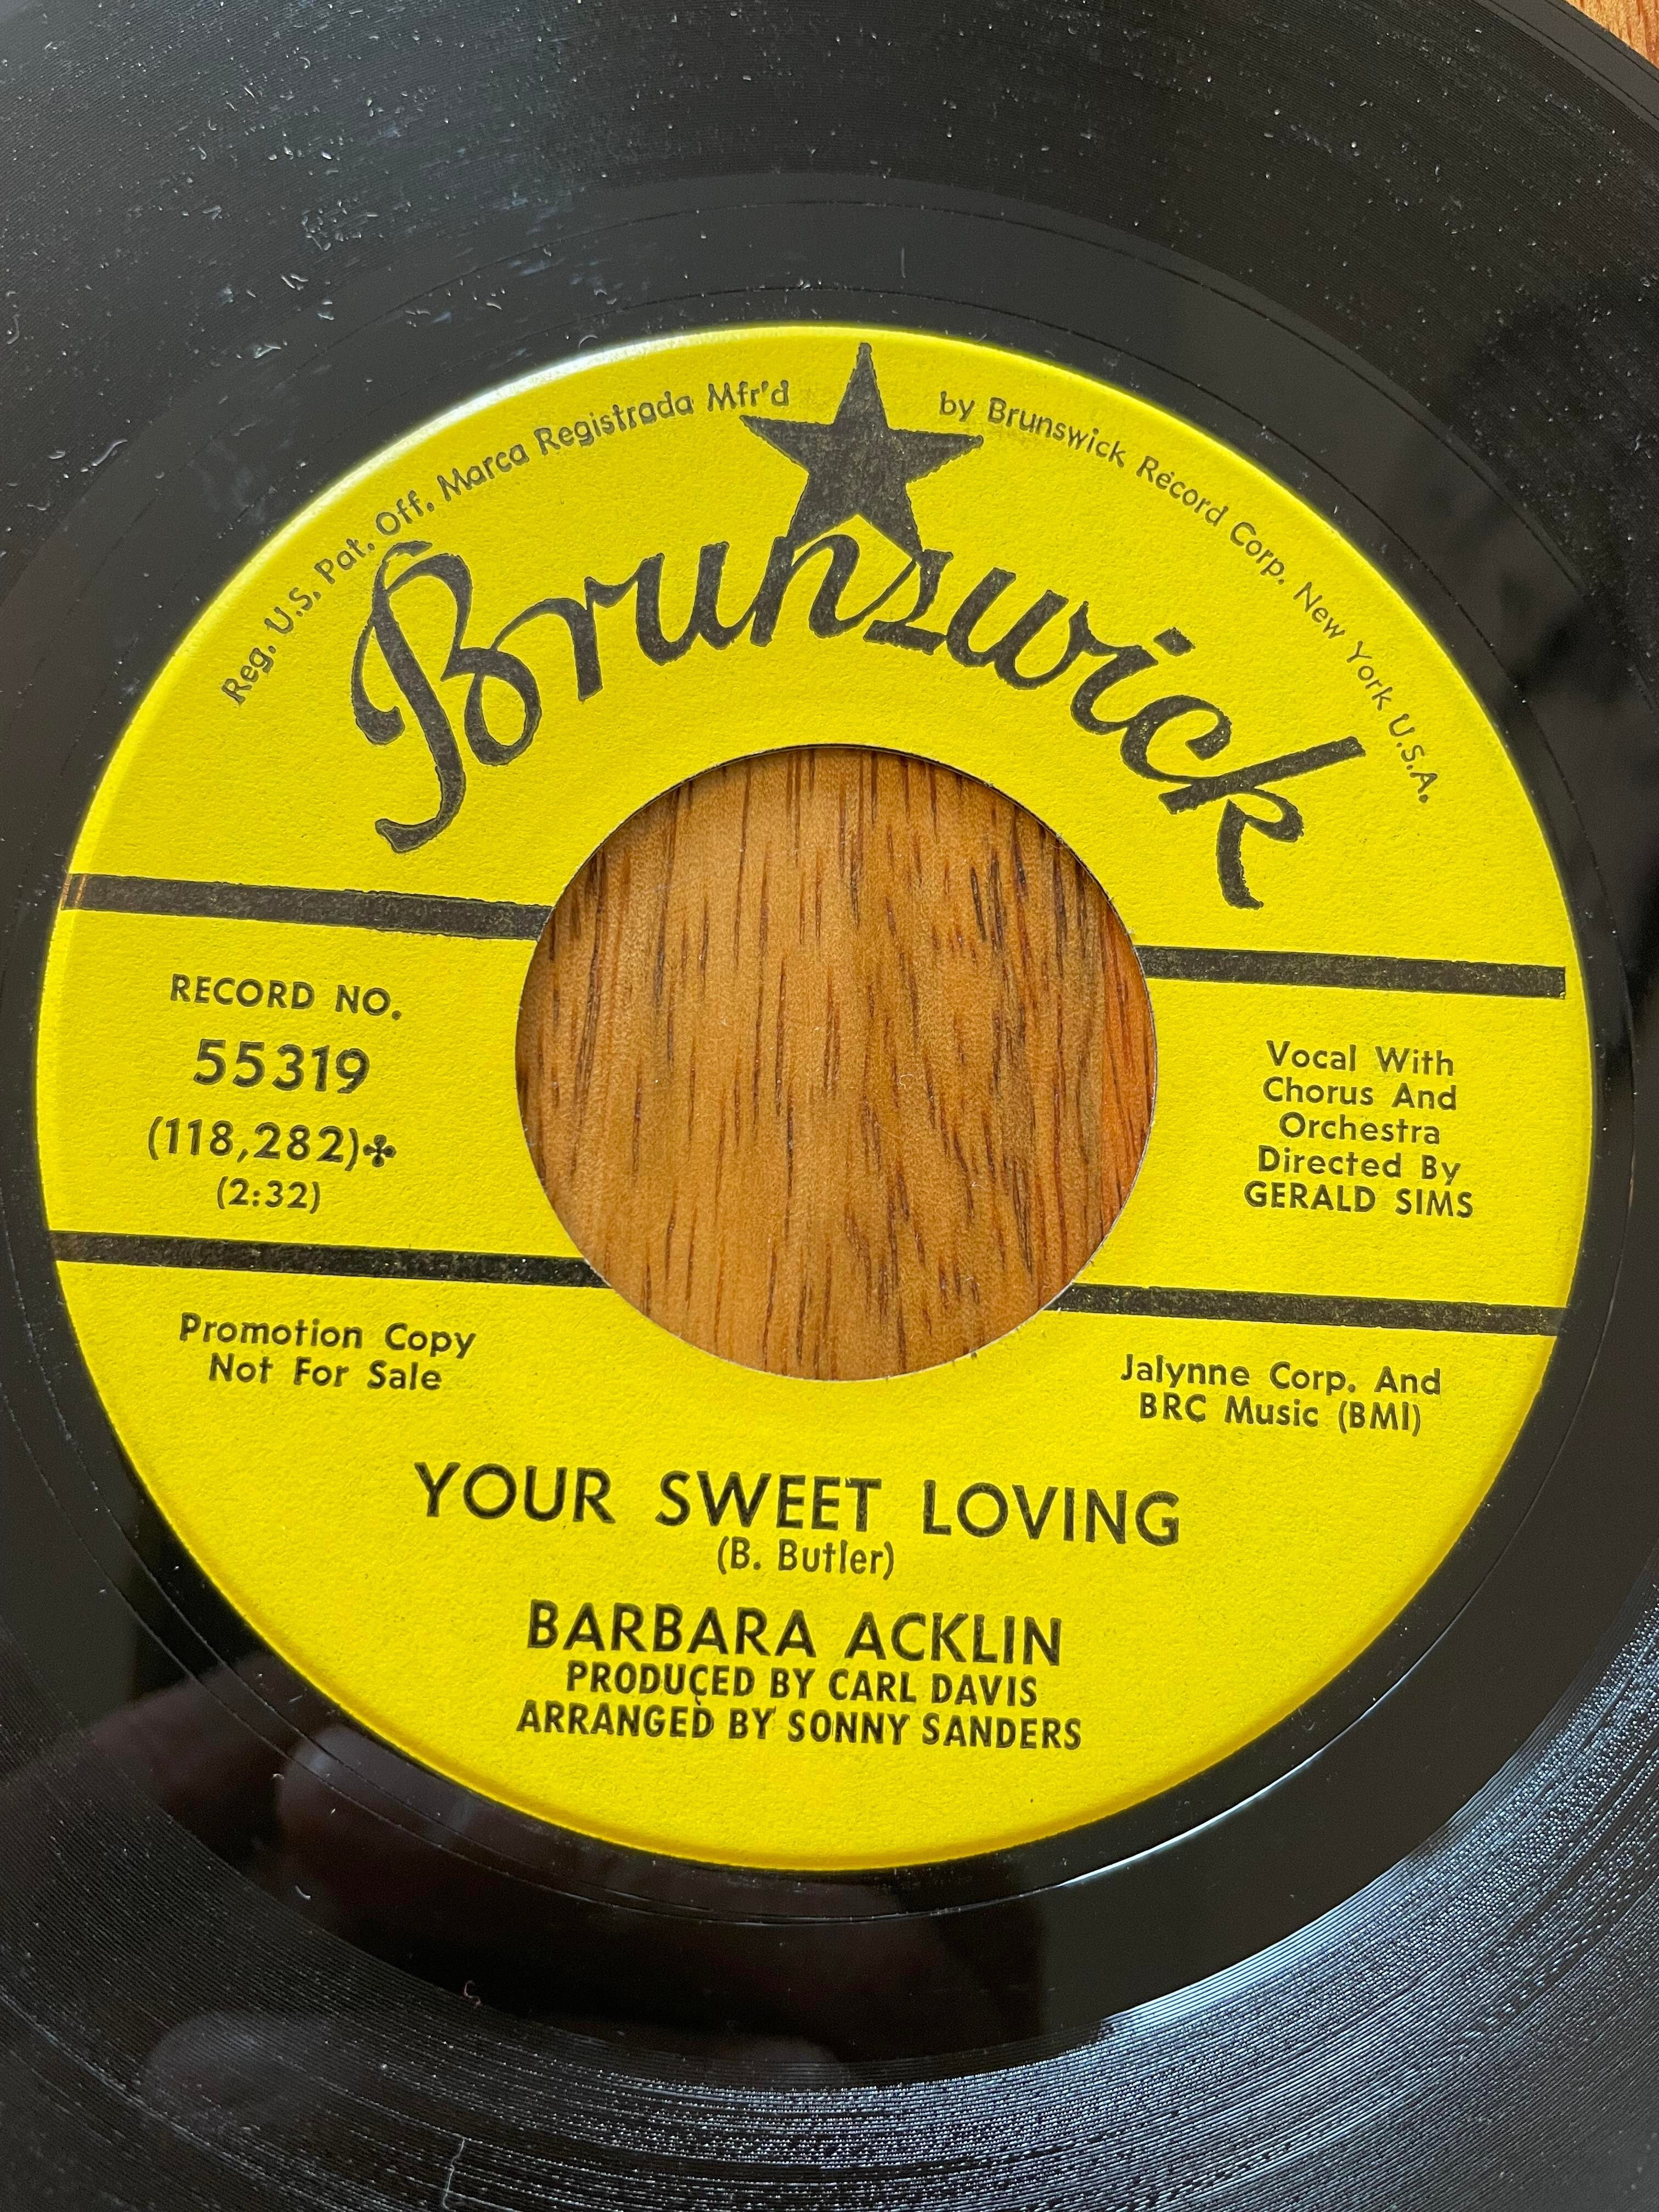 Reg. U.S. Pat. Off. Marca Registrada Mfr'd by Brunswick Record Corp. New York U.S.A.
Brunswick
RECORD NO.
55319
(118,282)✣
(2:32)
Vocal With
Chorus And
Orchestra
Directed By
GERALD SIMS
Promotion Copy
Not For Sale
Jalynne Corp. And
BRC Music (BMI)
YOUR SWEET LOVING
(B. Butler)
BARBARA ACKLIN
PRODUCED BY CARL DAVIS
ARRANGED BY SONNY SANDERS